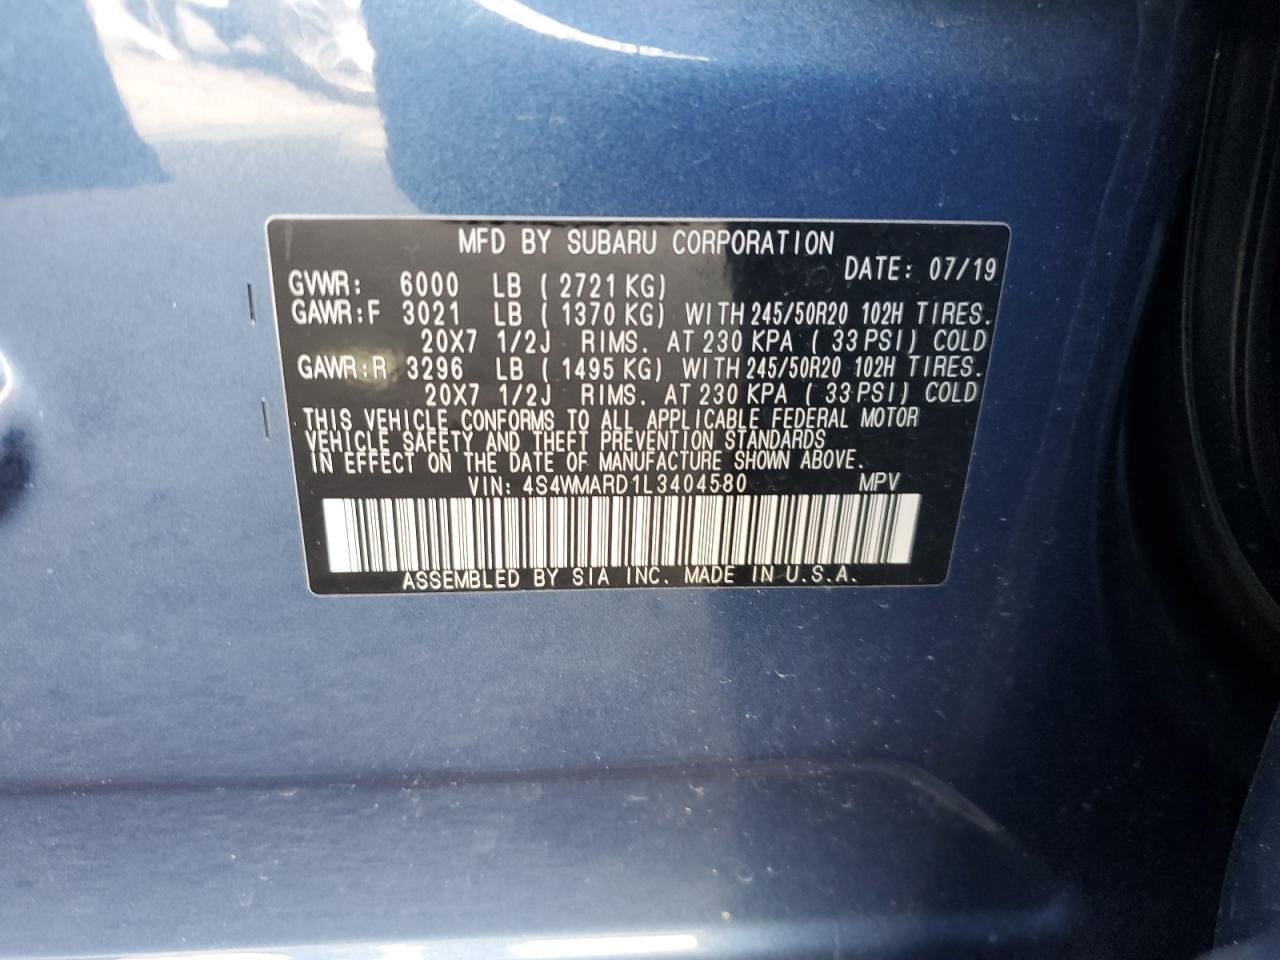 MFD BY SUBARU CORPORATION
DATE: 07/19
GVWR: 6000 LB ( 2721 KG)
GAWR:F 3021 LB ( 1370 KG) WITH 245/50R20 102H TIRES.
20X7 1/2J RIMS. AT 230 KPA ( 33 PSI) COLD
GAWR:R 3296 LB ( 1495 KG) WITH 245/50R20 102H TIRES.
20X7 1/2J RIMS. AT 230 KPA ( 33 PSI) COLD
THIS VEHICLE CONFORMS TO ALL APPLICABLE FEDERAL MOTOR
VEHICLE SAFETY AND THEFT PREVENTION STANDARDS
IN EFFECT ON THE DATE OF MANUFACTURE SHOWN ABOVE.
VIN: 4S4WMARD1L3404580 MPV
ASSEMBLED BY SIA INC. MADE IN U.S.A.